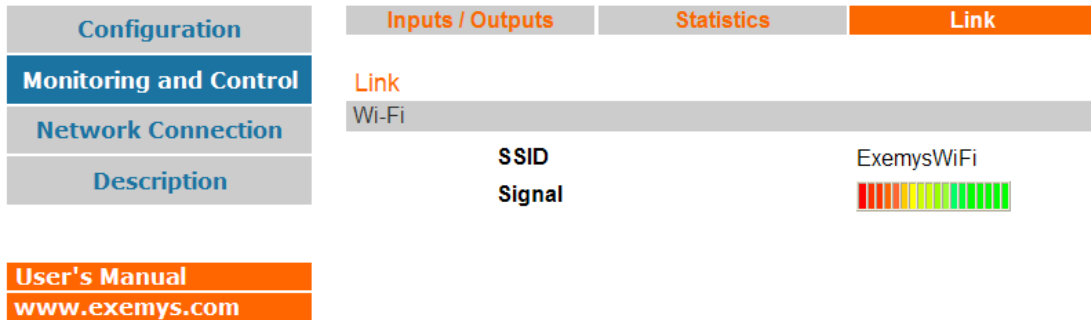 Configuration
Monitoring and Control
Network Connection
Description
User's Manual
www.exemys.com
Inputs / Outputs Statistics Link
Link
Wi-Fi
SSID ExemysWiFi
Signal